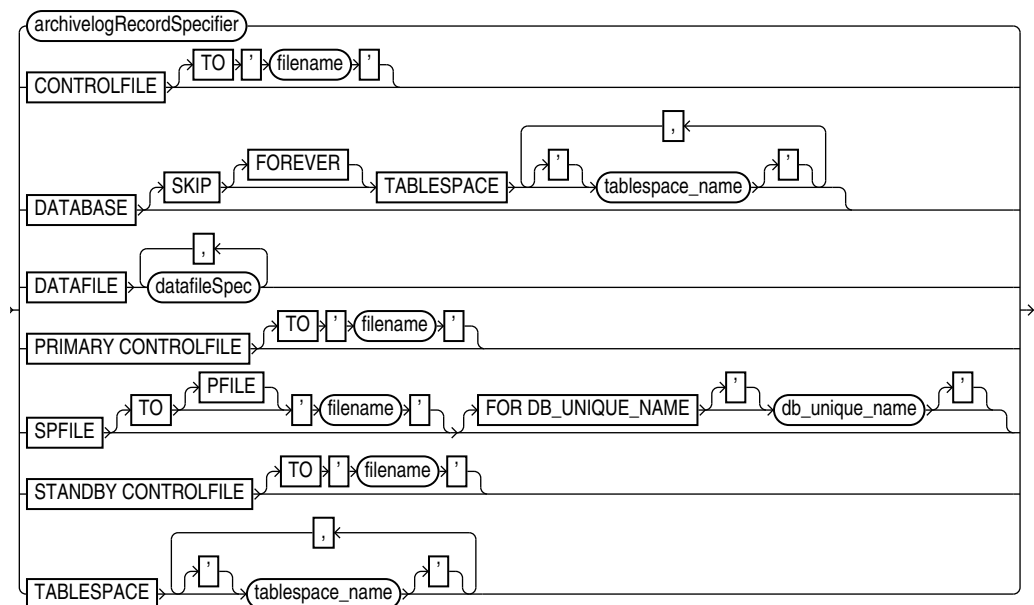 archivelogRecordSpecifier
TO ' filename '
CONTROLFILE
,
FOREVER ' '
SKIP TABLESPACE tablespace_name
DATABASE
,
DATAFILE datafileSpec
TO ' filename '
PRIMARY CONTROLFILE
PFILE ' '
TO ' filename ' FOR DB_UNIQUE_NAME db_unique_name
SPFILE
TO ' filename '
STANDBY CONTROLFILE
,
' '
TABLESPACE tablespace_name